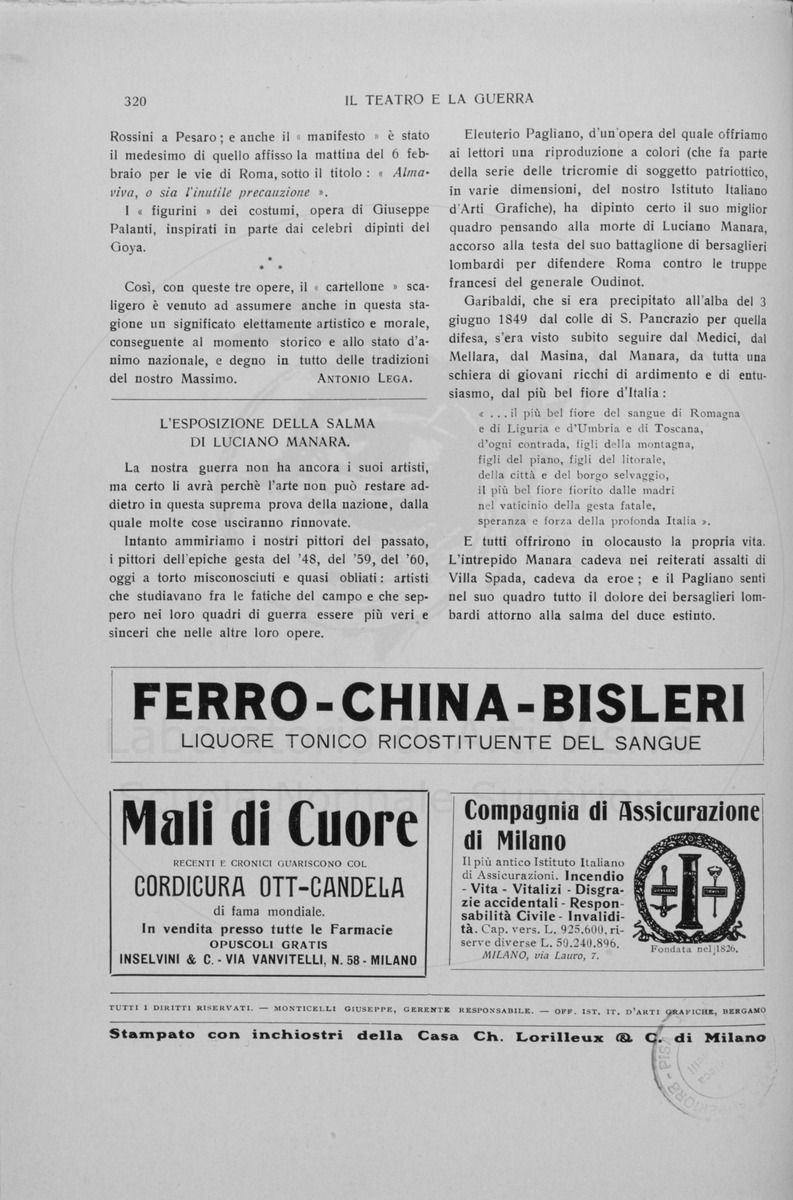 320
IL TEATRO E LA GUERRA
Rossini a Pesaro ; e anche il « manifesto » è stato
il medesimo di quello affisso la mattina del 6 feb-
braio per le vie di Roma, sotto il titolo : « Alma-
viva, o sia l'inutile precauzione ».
I « figurini » dei costumi, opera di Giuseppe
Palanti, inspirati in parte dai celebri dipinti del
Goya.
* * *
Così, con queste tre opere, il « cartellone » sca-
ligero è venuto ad assumere anche in questa sta-
gione un significato elettamente artistico e morale,
conseguente al momento storico e allo stato d'a-
nimo nazionale, e degno in tutto delle tradizioni
del nostro Massimo. ANTONIO LEGA.
L'ESPOSIZIONE DELLA SALMA
DI LUCIANO MANARA.
La nostra guerra non ha ancora i suoi artisti,
ma certo li avrà perchè l'arte non può restare ad-
dietro in questa suprema prova della nazione, dalla
quale molte cose usciranno rinnovate.
Intanto ammiriamo i nostri pittori del passato,
i pittori dell'epiche gesta del '48, del '59, del '60,
oggi a torto misconosciuti e quasi obliati : artisti
che studiavano fra le fatiche del campo e che sep-
pero nei loro quadri di guerra essere più veri e
sinceri che nelle altre loro opere.
Eleuterio Pagliano, d'un'opera del quale offriamo
ai lettori una riproduzione a colori (che fa parte
della serie delle tricromie di soggetto patriottico,
in varie dimensioni, del nostro Istituto Italiano
d'Arti Grafiche), ha dipinto certo il suo miglior
quadro pensando alla morte di Luciano Manara,
accorso alla testa del suo battaglione di bersaglieri
lombardi per difendere Roma contro le truppe
francesi del generale Oudinot.
Garibaldi, che si era precipitato all'alba del 3
giugno 1849 dal colle di S. Pancrazio per quella
difesa, s'era visto subito seguire dal Medici, dal
Mellara, dal Masina, dal Manara, da tutta una
schiera di giovani ricchi di ardimento e di entu-
siasmo, dal più bel fiore d'Italia :
« . . . il più bel fiore del sangue di Romagna
e di Liguria e d'Umbria e di Toscana,
d'ogni contrada, figli della montagna,
figli del piano, figli del litorale,
della città e del borgo selvaggio,
il più bel fiore fiorito dalle madri
nel vaticinio della gesta fatale,
speranza e forza della profonda Italia ».
E tutti offrirono in olocausto la propria vita.
L'intrepido Manara cadeva nei reiterati assalti di
Villa Spada, cadeva da eroe ; e il Pagliano sentì
nel suo quadro tutto il dolore dei bersaglieri lom-
bardi attorno alla salma del duce estinto.
FERRO-CHINA-BISLERI
LIQUORE TONICO RICOSTITUENTE DEL SANGUE
Mali di Cuore
RECENTI E CRONICI GUARISCONO COL
CORDICURA OTT-CANDELA
di fama mondiale.
In vendita presso tutte le Farmacie
OPUSCOLI GRATIS
INSELVINI & C. - VIA VANVITELLI, N. 58 - MILANO
Compagnia di Assicurazione
di Milano
Il più antico Istituto Italiano
di Assicurazioni. Incendio
- Vita - Vitalizi - Disgra-
zie accidentali - Respon-
sabilità Civile - Invalidi-
tà. Cap. vers. L. 925.600, ri-
serve diverse L. 59.240.896.
MILANO, via Lauro, 7.
Fondata nel 1826.
TUTTI I DIRITTI RISERVATI. — MONTICELLI GIUSEPPE, GERENTE RESPONSABILE. — OFF. IST. IT. D'ARTI GRAFICHE, BERGAMO
Stampato con inchiostri della Casa Ch. Lorilleux & C. di Milano